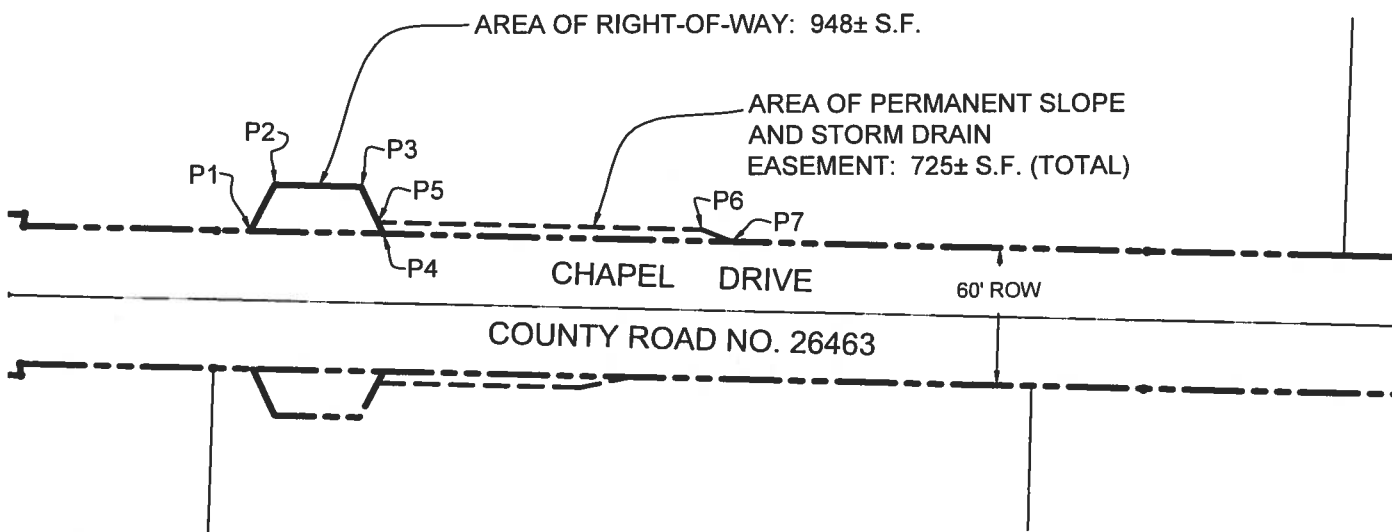 AREA OF RIGHT-OF-WAY: 948± S.F.
AREA OF PERMANENT SLOPE
AND STORM DRAIN
EASEMENT: 725± S.F. (TOTAL)
P2
P3
P1
P5
P6
P7
P4
CHAPEL DRIVE
60' ROW
COUNTY ROAD NO. 26463